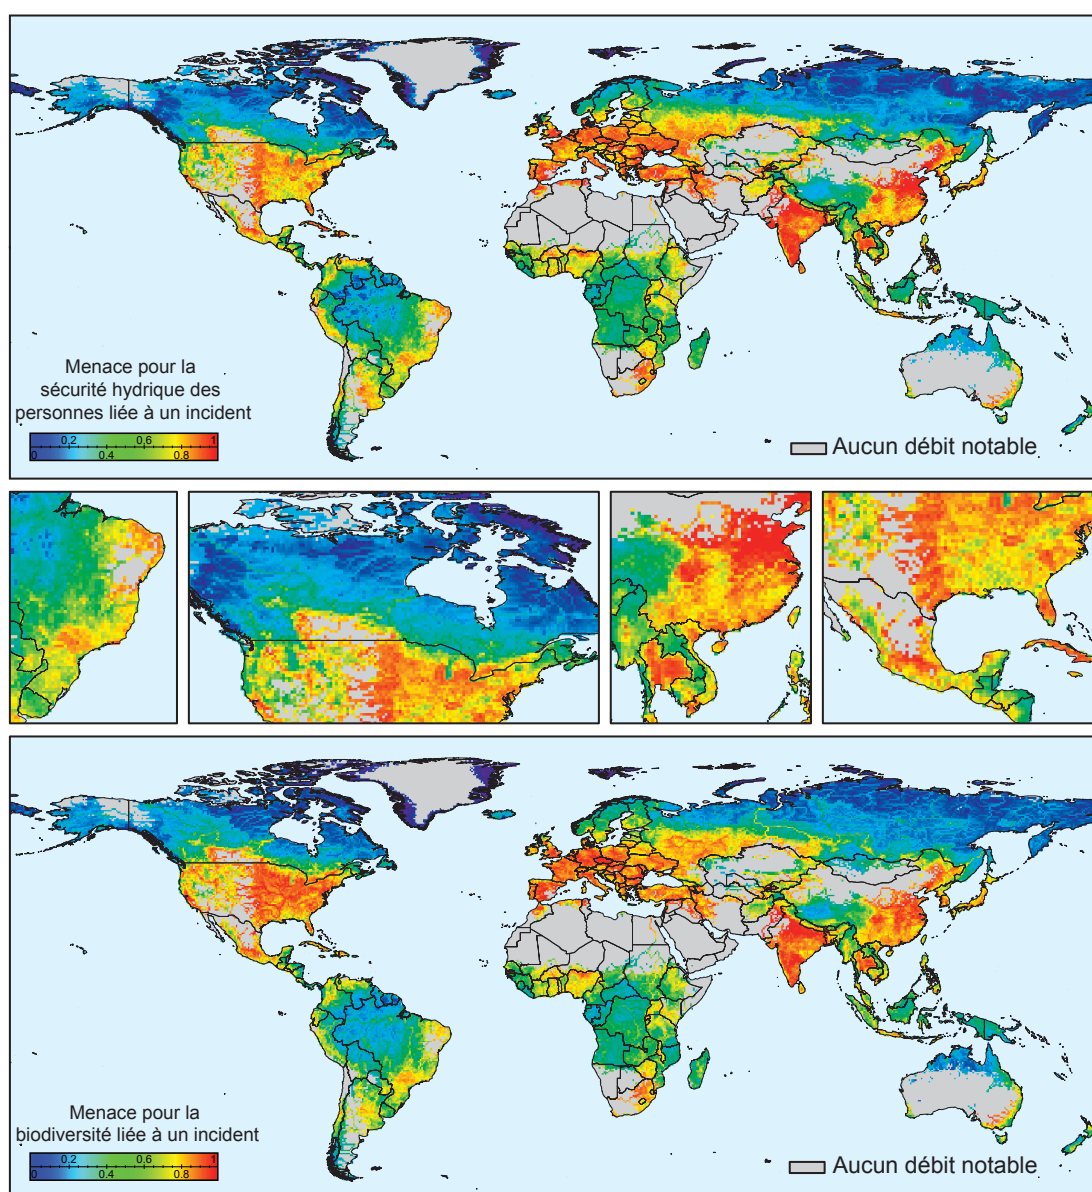 Menace pour la
sécurité hydrique des
personnes liée à un incident
0 0,2 0.4 0,6 0.8 1
Aucun débit notable
Menace pour la
biodiversité liée à un incident
0 0.2 0.4 0.6 0.8 1
Aucun débit notable